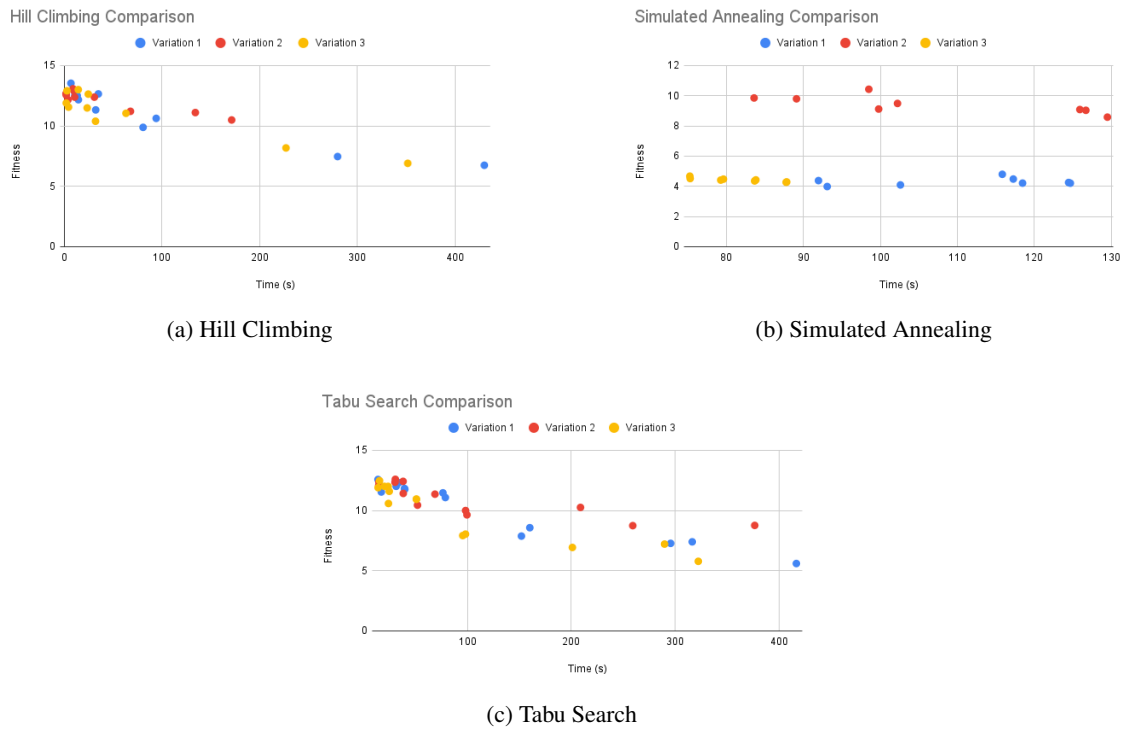 Hill Climbing Comparison
Variation 1 Variation 2 Variation 3
15
10
5
0
Fitness
0 100 200 300 400
Time (s)
(a) Hill Climbing
Simulated Annealing Comparison
Variation 1 Variation 2 Variation 3
12
10
8
6
4
2
0
Fitness
80 90 100 110 120 130
Time (s)
(b) Simulated Annealing
Tabu Search Comparison
Variation 1 Variation 2 Variation 3
15
10
5
0
Fitness
100 200 300 400
Time (s)
(c) Tabu Search